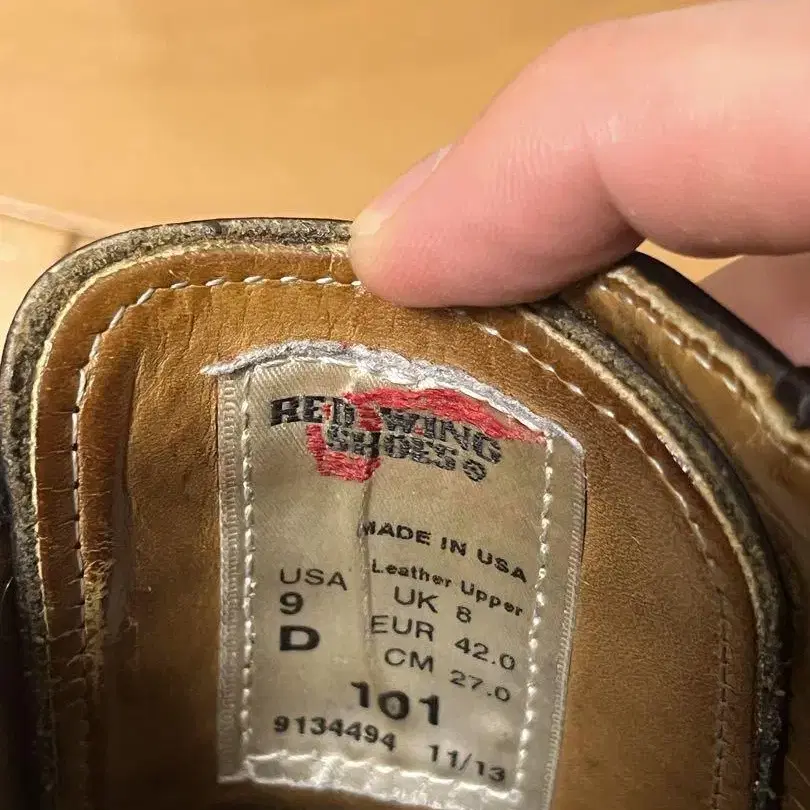 RED WING
SHOES®
MADE IN USA
Leather Upper
USA UK 8
9 EUR 42.0
D CM 27.0
101
9134494 11/13